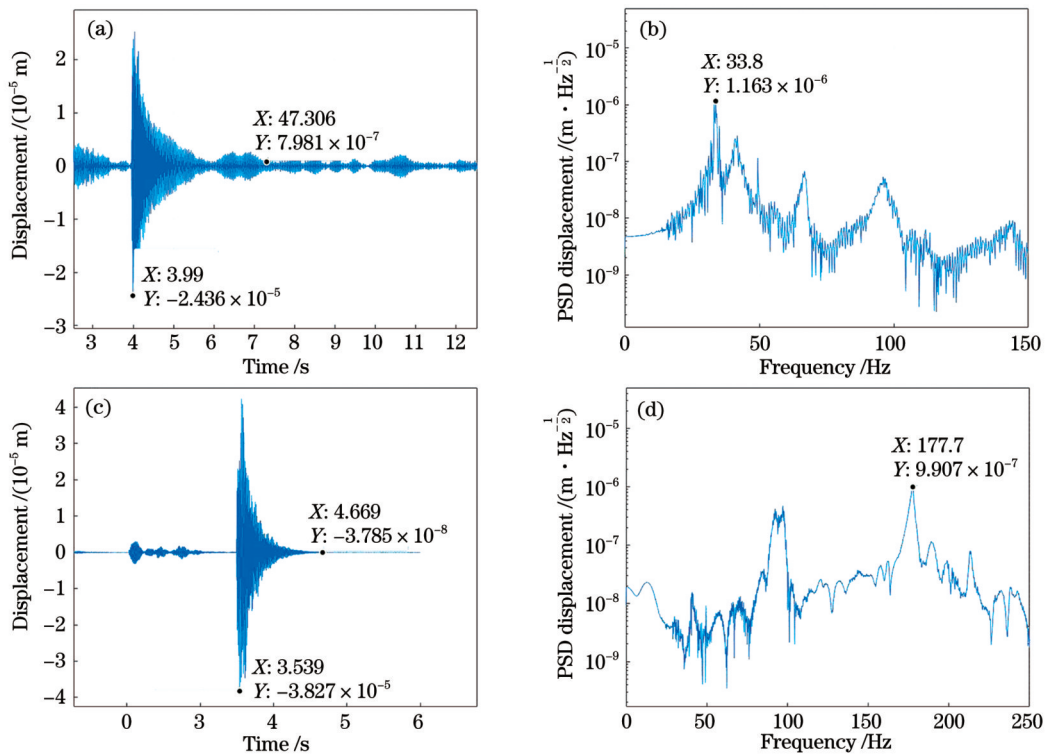 (a)
Displacement /(10⁻⁵ m)
2
1
0
−1
−2
−3
X: 47.306
Y: 7.981 × 10⁻⁷
X: 3.99
Y: −2.436 × 10⁻⁵
3 4 5 6 7 8 9 10 11 12
Time /s
(b)
PSD displacement /(m · Hz^-1/2)
10⁻⁵
10⁻⁶
10⁻⁷
10⁻⁸
10⁻⁹
X: 33.8
Y: 1.163 × 10⁻⁶
0 50 100 150
Frequency /Hz
(c)
Displacement /(10⁻⁵ m)
4
3
2
1
0
−1
−2
−3
−4
X: 4.669
Y: −3.785 × 10⁻⁸
X: 3.539
Y: −3.827 × 10⁻⁵
0 3 5 6
Time /s
(d)
PSD displacement /(m · Hz^-1/2)
10⁻⁵
10⁻⁶
10⁻⁷
10⁻⁸
10⁻⁹
X: 177.7
Y: 9.907 × 10⁻⁷
0 50 100 150 200 250
Frequency /Hz